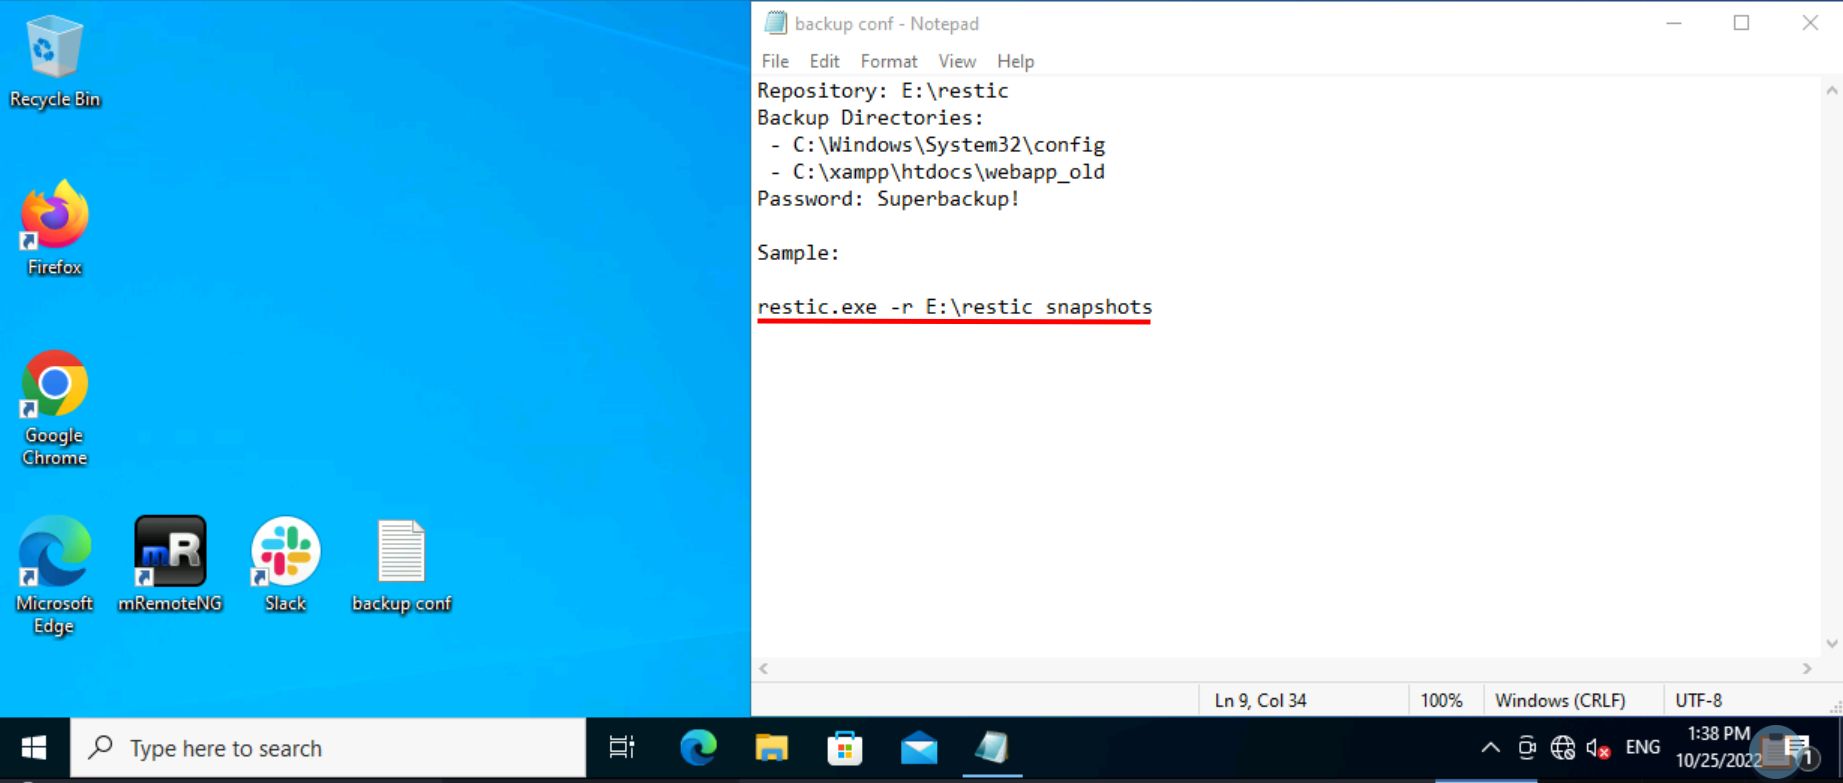 Recycle Bin
Firefox
Google
Chrome
Microsoft
Edge
mR
mRemoteNG
Slack
backup conf
backup conf - Notepad
File Edit Format View Help
Repository: E:\restic
Backup Directories:
- C:\Windows\System32\config
- C:\xampp\htdocs\webapp_old
Password: Superbackup!
Sample:
restic.exe -r E:\restic snapshots
Ln 9, Col 34 100% Windows (CRLF) UTF-8
Type here to search
ENG
1:38 PM
10/25/2022
1